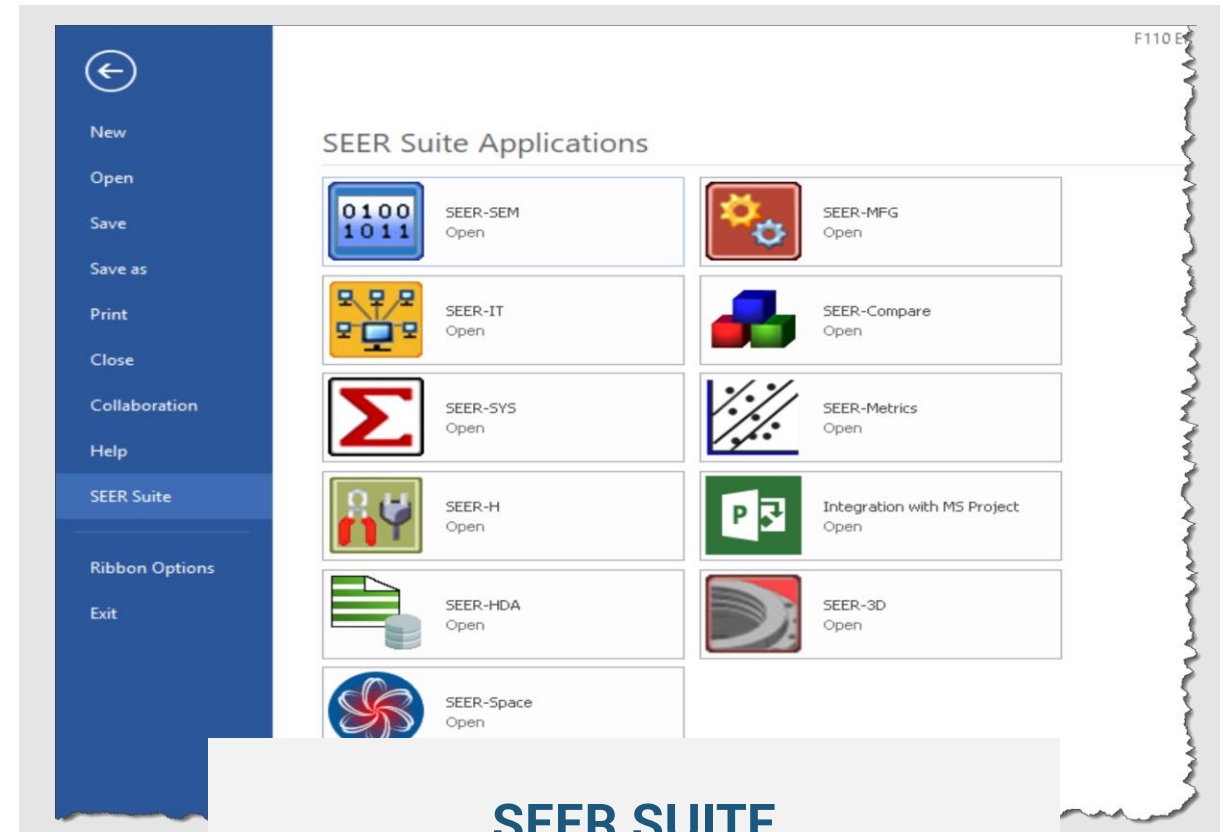 F110 E
New
Open
Save
Save as
Print
Close
Collaboration
Help
SEER Suite
Ribbon Options
Exit
SEER Suite Applications
0100
1011
SEER-SEM
Open
SEER-MFG
Open
SEER-IT
Open
SEER-Compare
Open
Σ
SEER-SYS
Open
SEER-Metrics
Open
SEER-H
Open
P
Integration with MS Project
Open
SEER-HDA
Open
SEER-3D
Open
SEER-Space
Open
SEER SUITE